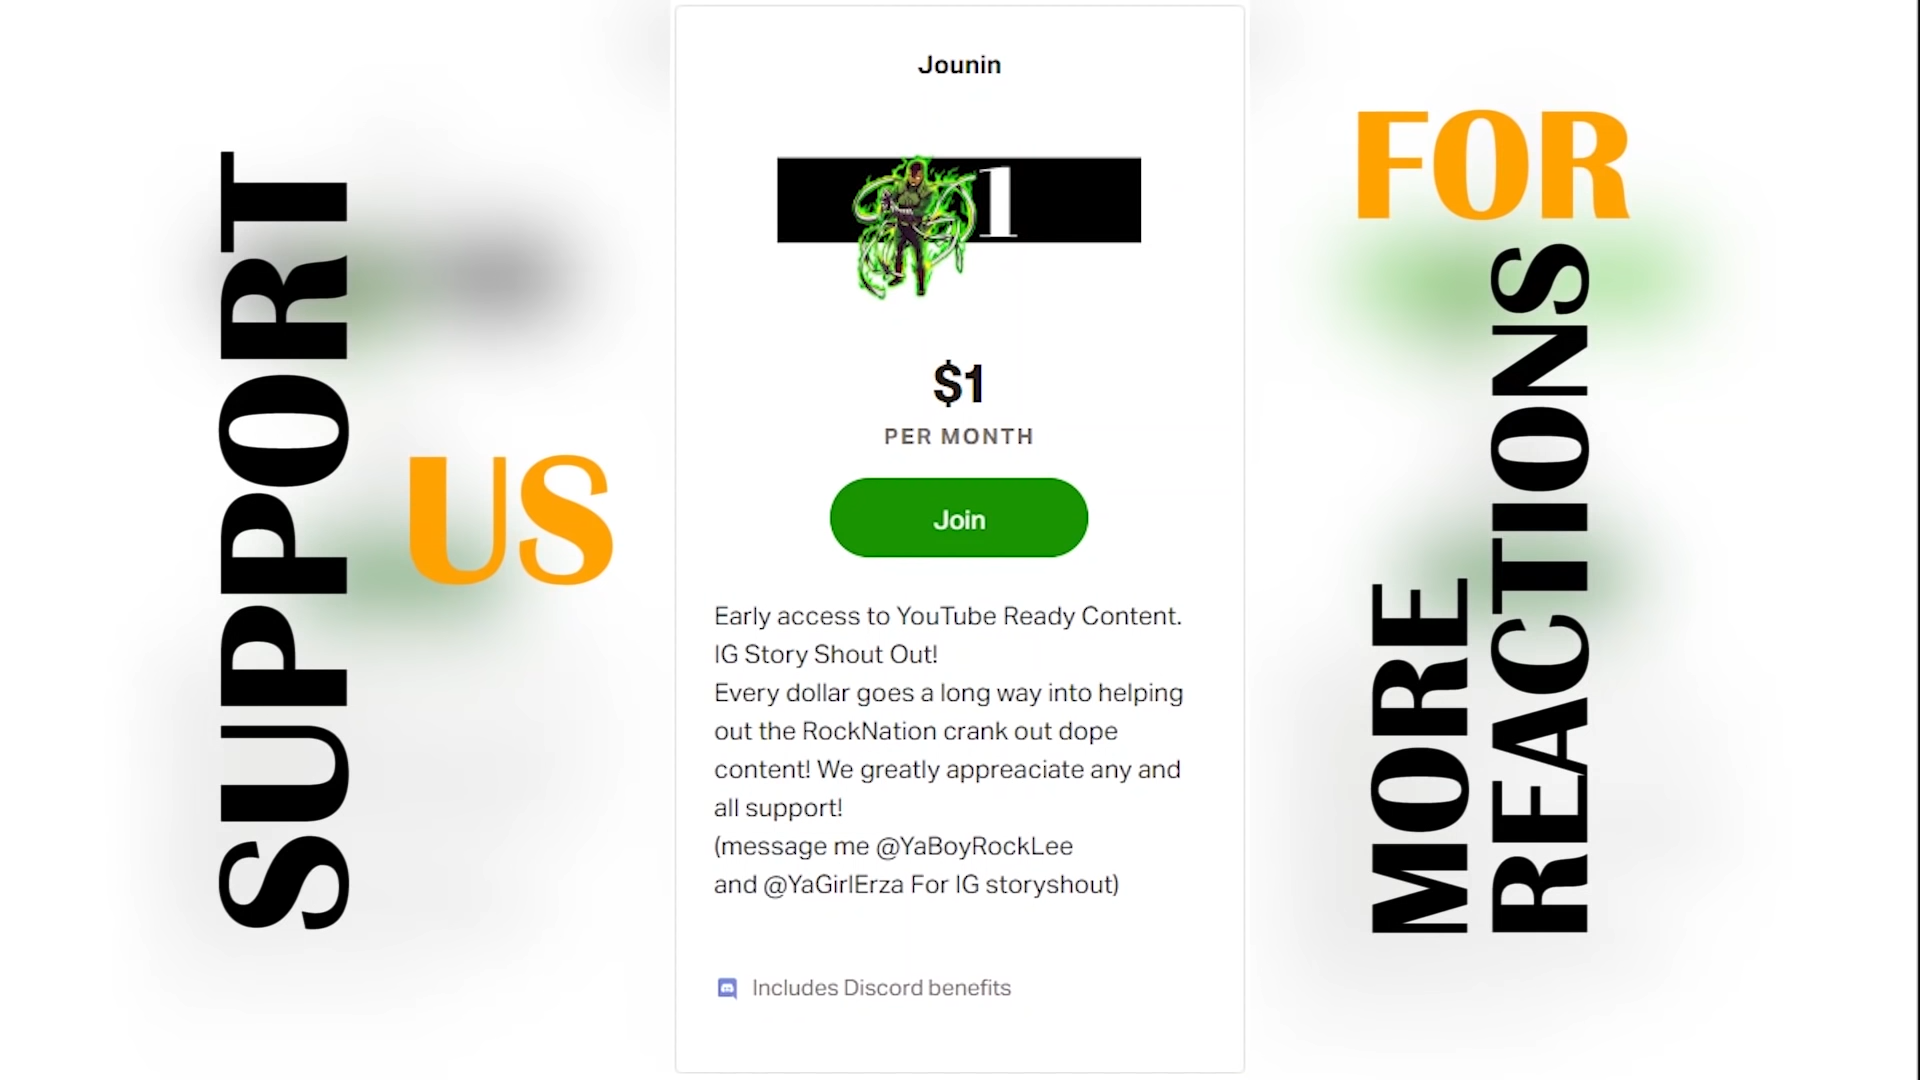 SUPPORT
US
Jounin
1
$1
PER MONTH
Join
Early access to YouTube Ready Content.
IG Story Shout Out!
Every dollar goes a long way into helping
out the RockNation crank out dope
content! We greatly appreaciate any and
all support!
(message me @YaBoyRockLee
and @YaGirlErza For IG storyshout)
Includes Discord benefits
FOR
MORE
REACTIONS